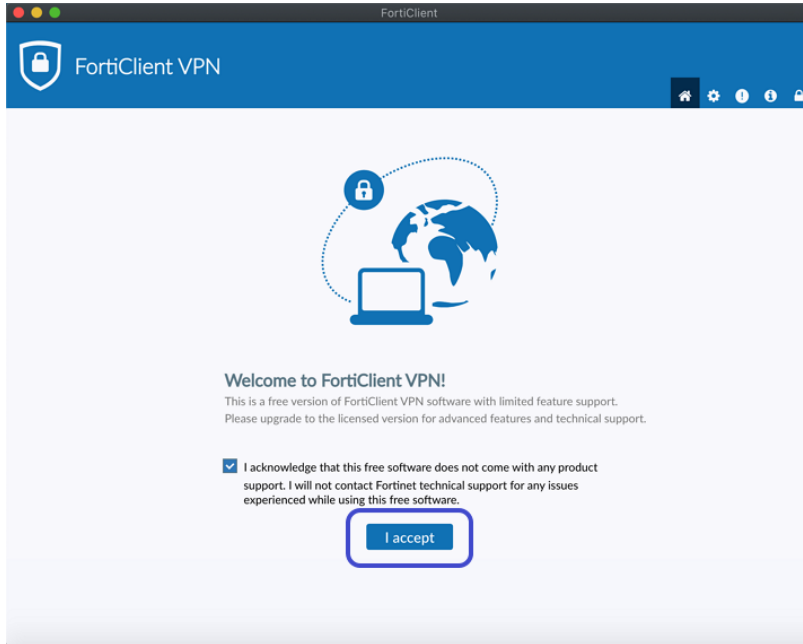 FortiClient
FortiClient VPN
Welcome to FortiClient VPN!
This is a free version of FortiClient VPN software with limited feature support.
Please upgrade to the licensed version for advanced features and technical support.
I acknowledge that this free software does not come with any product
support. I will not contact Fortinet technical support for any issues
experienced while using this free software.
I accept